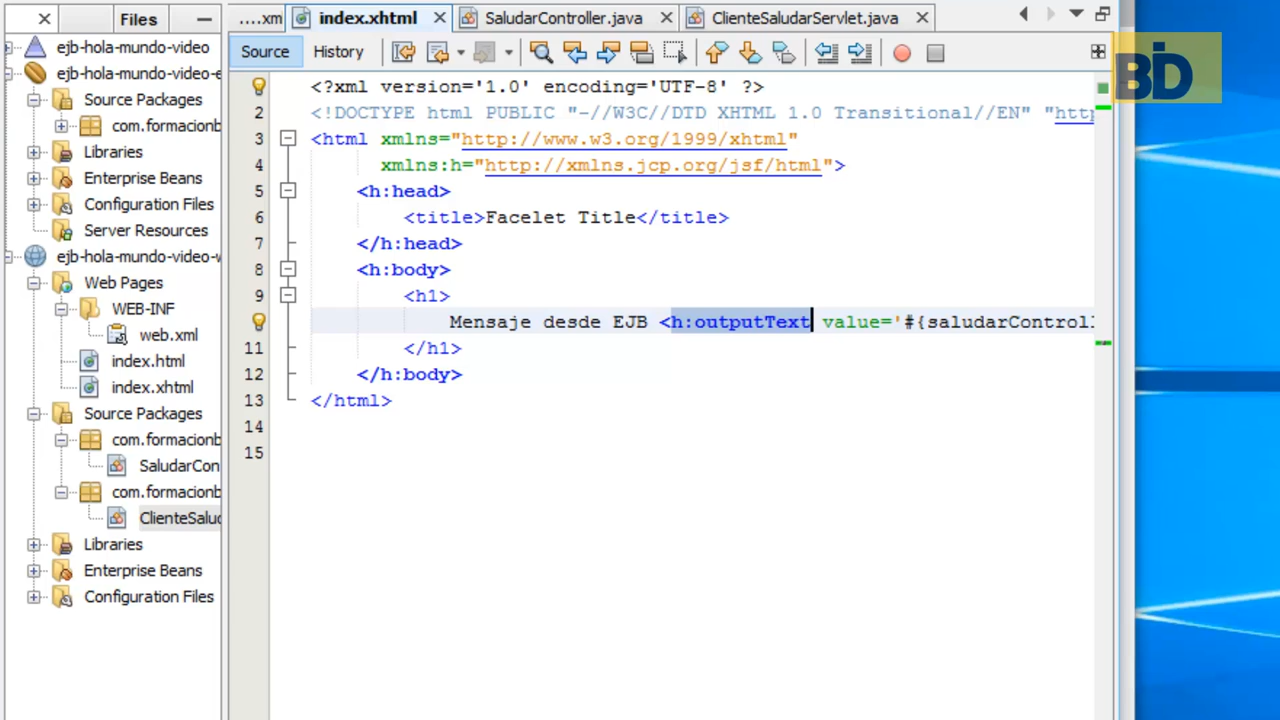 Files
....xm
index.xhtml
SaludarController.java
ClienteSaludarServlet.java
Source
History
BID
ejb-hola-mundo-video
ejb-hola-mundo-video-e
Source Packages
com.formacionb
Libraries
Enterprise Beans
Configuration Files
Server Resources
ejb-hola-mundo-video-w
Web Pages
WEB-INF
web.xml
index.html
index.xhtml
Source Packages
com.formacionb
SaludarCon
com.formacionb
ClienteSalud
Libraries
Enterprise Beans
Configuration Files
<?xml version='1.0' encoding='UTF-8' ?>
2 <!DOCTYPE html PUBLIC "-//W3C//DTD XHTML 1.0 Transitional//EN" "http
3 <html xmlns="http://www.w3.org/1999/xhtml"
4 xmlns:h="http://xmlns.jcp.org/jsf/html">
5 <h:head>
6 <title>Facelet Title</title>
7 </h:head>
8 <h:body>
9 <h1>
Mensaje desde EJB <h:outputText value='#{saludarControll
11 </h1>
12 </h:body>
13 </html>
14
15